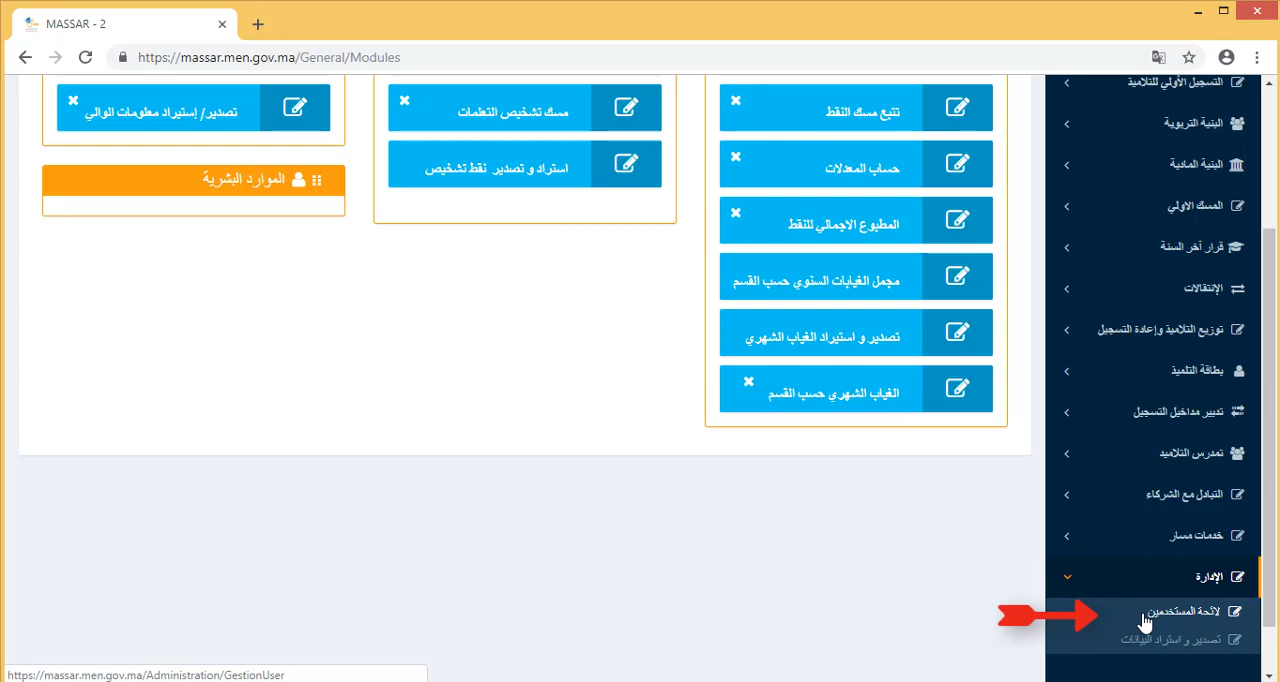 MASSAR - 2
https://massar.men.gov.ma/General/Modules
تتبع مسك النقط
حساب المعدلات
المطبوع الاجمالي للنقط
مجمل الغيابات السنوي حسب القسم
تصدير و استيراد الغياب الشهري
الغياب الشهري حسب القسم
مسك تشخيص التعلمات
استراد و تصدير نقط تشخيص
تصدير/ إستيراد معلومات الوالي
الموارد البشرية
التسجيل الأولي للتلاميذ
البنية التربوية
البنية المادية
المسك الاولي
قرار آخر السنة
الإنتقالات
توزيع التلاميذ وإعادة التسجيل
بطاقة التلميذ
تدبير مداخيل التسجيل
تمدرس التلاميد
التبادل مع الشركاء
خدمات مسار
الإدارة
لائحة المستخدمين
تصدير و استراد البيانات
https://massar.men.gov.ma/Administration/GestionUser